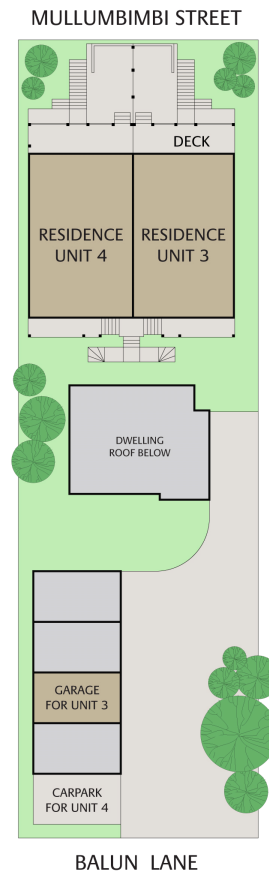 MULLUMBIMBI STREET
DECK
RESIDENCE
UNIT 4
RESIDENCE
UNIT 3
DWELLING
ROOF BELOW
GARAGE
FOR UNIT 3
CARPARK
FOR UNIT 4
BALUN LANE